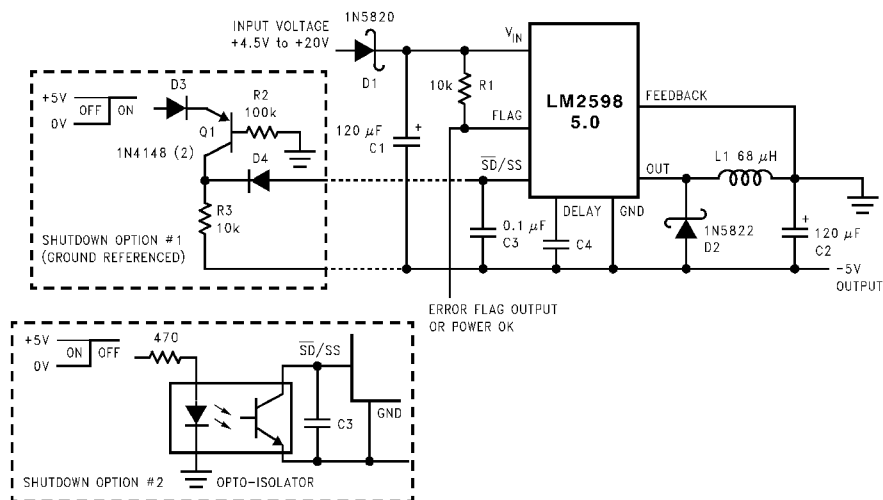 INPUT VOLTAGE
+4.5V to +20V
1N5820
D1
VIN
10k
R1
LM2598
5.0
FEEDBACK
FLAG
120 μF
+
C1
SD/SS
OUT
L1 68 μH
DELAY
GND
0.1 μF
C3
C4
1N5822
D2
+
120 μF
C2
-5V
OUTPUT
ERROR FLAG OUTPUT
OR POWER OK
+5V
0V
OFF
ON
D3
R2
100k
Q1
1N4148 (2)
D4
R3
10k
SHUTDOWN OPTION #1
(GROUND REFERENCED)
+5V
0V
ON
OFF
470
SD/SS
C3
GND
SHUTDOWN OPTION #2
OPTO-ISOLATOR